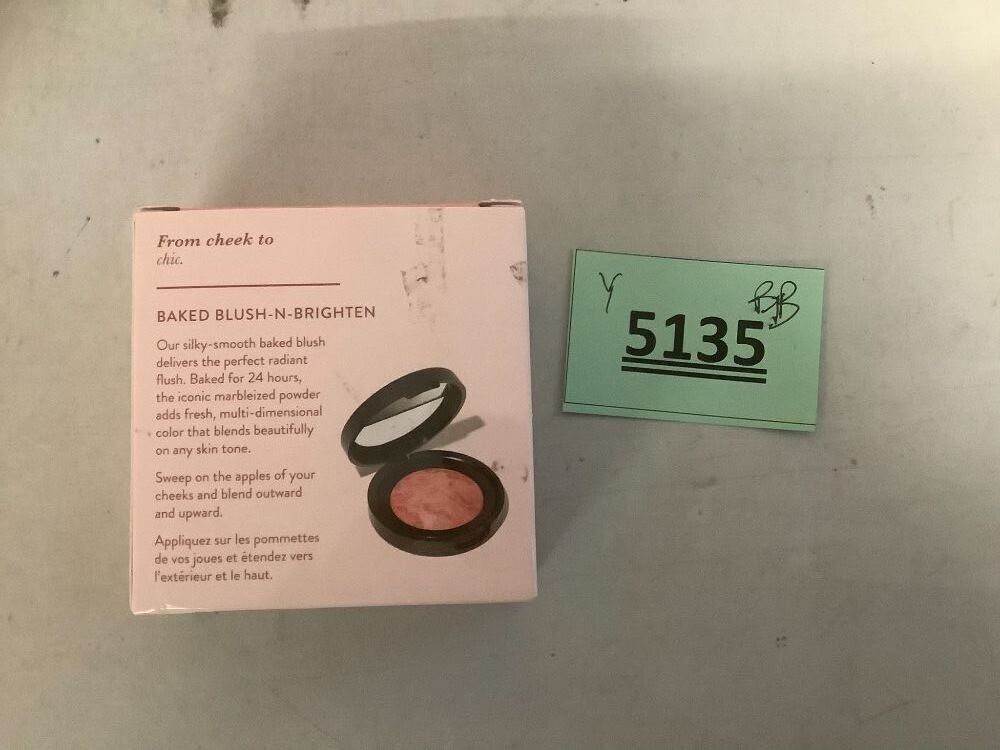 From cheek to
chic.
BAKED BLUSH-N-BRIGHTEN
Our silky-smooth baked blush
delivers the perfect radiant
flush. Baked for 24 hours,
the iconic marbleized powder
adds fresh, multi-dimensional
color that blends beautifully
on any skin tone.
Sweep on the apples of your
cheeks and blend outward
and upward.
Appliquez sur les pommettes
de vos joues et étendez vers
l'extérieur et le haut.
Y BB
5135